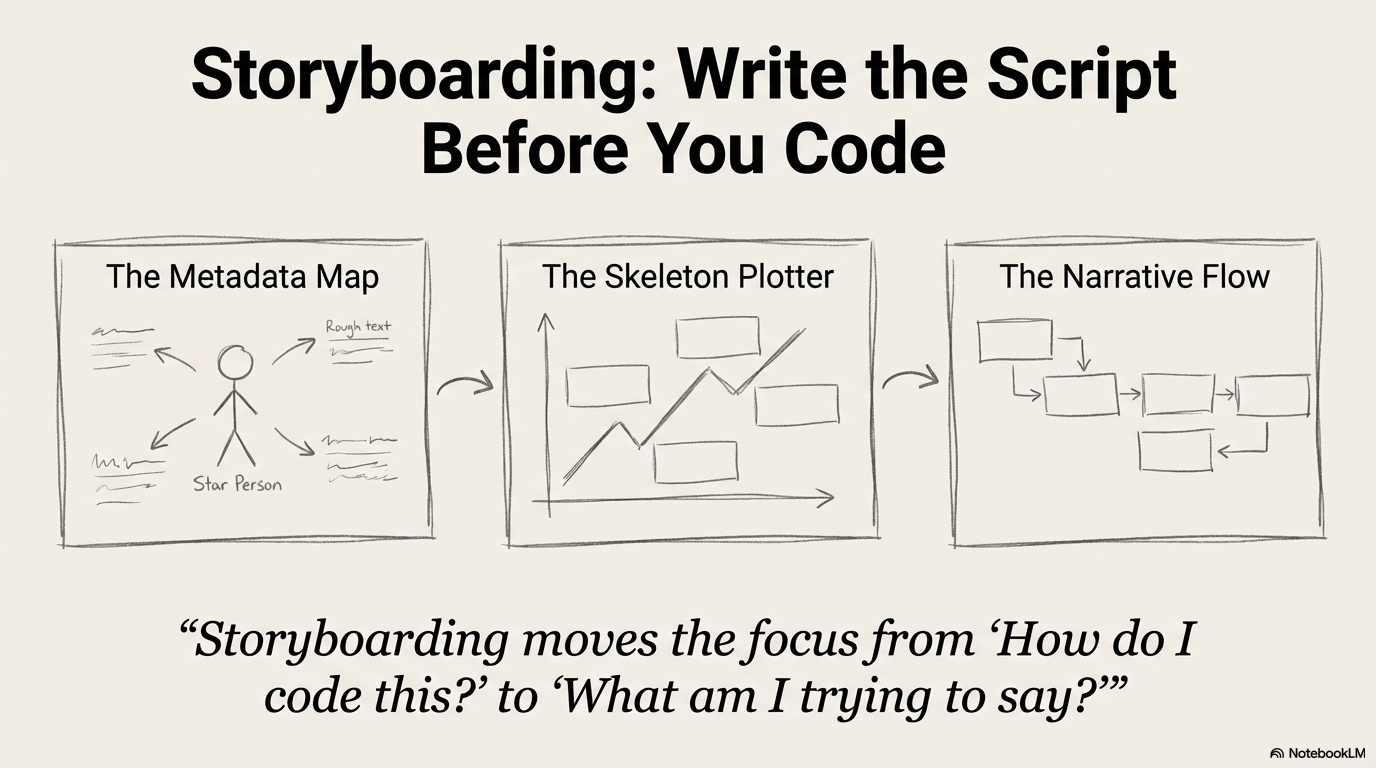 Storyboarding: Write the Script
Before You Code
The Metadata Map
Rough text
Star Person
The Skeleton Plotter
The Narrative Flow
“Storyboarding moves the focus from ‘How do I
code this?’ to ‘What am I trying to say?’”
NotebookLM